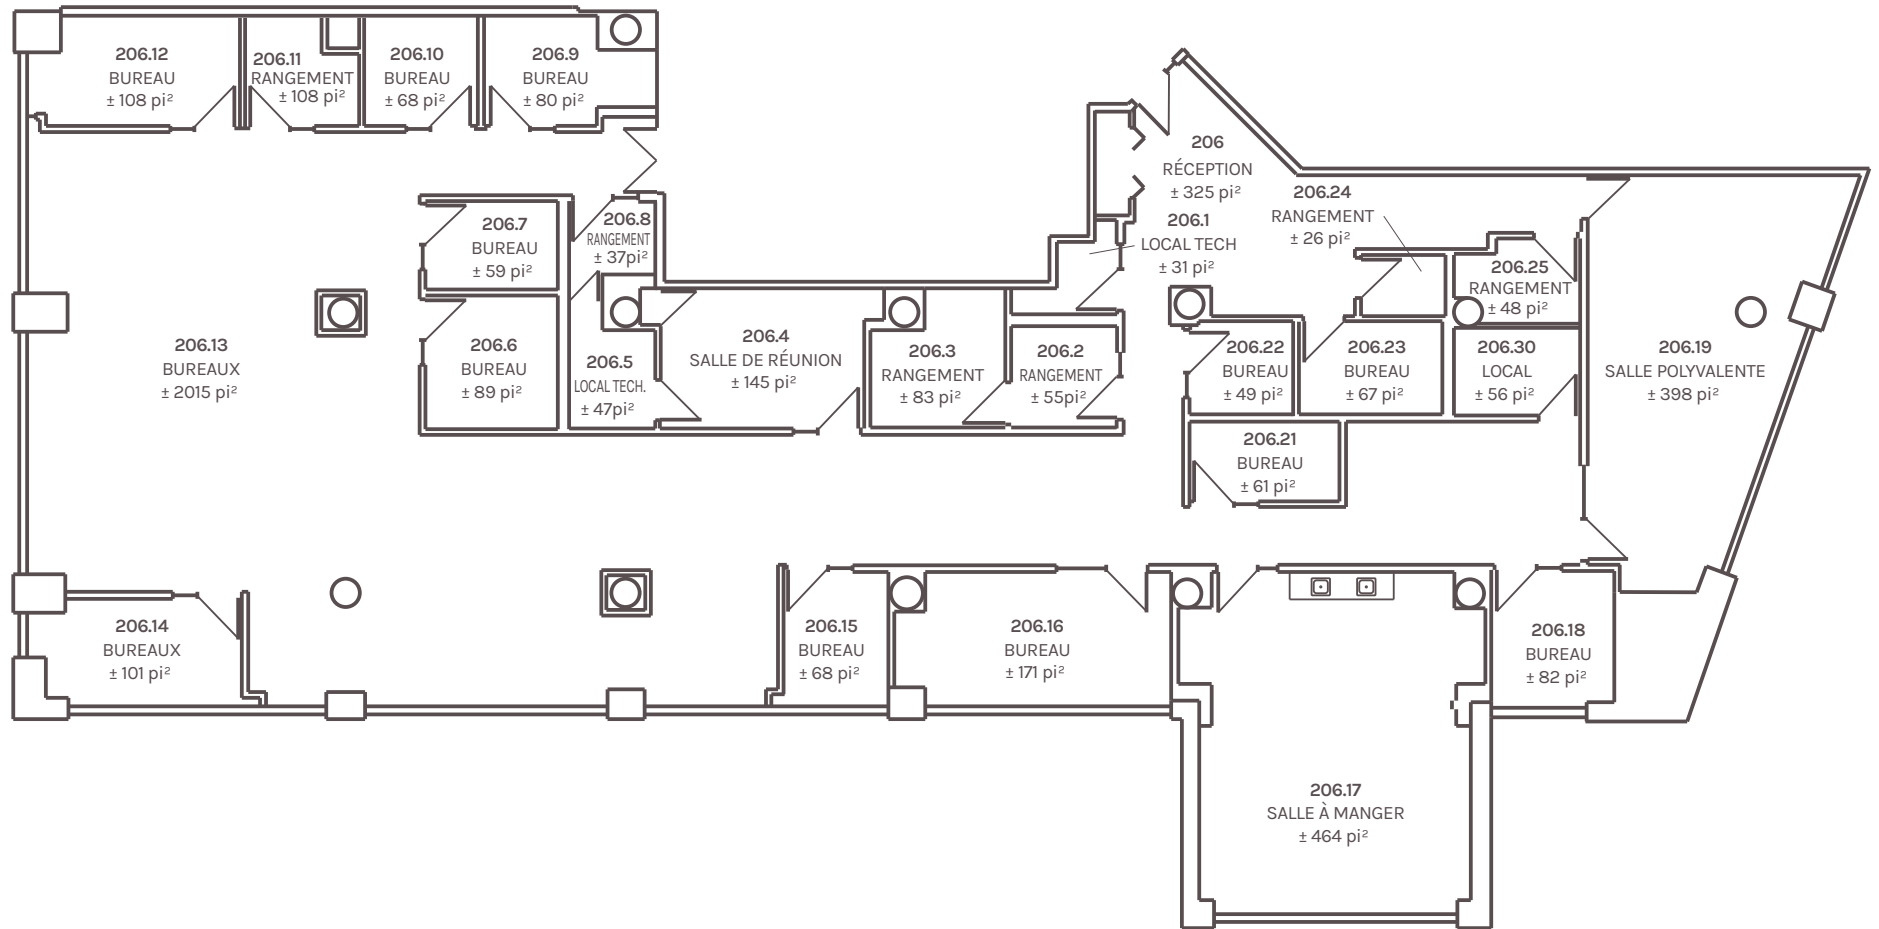 206.12
BUREAU
± 108 pi²
206.11
RANGEMENT
± 108 pi²
206.10
BUREAU
± 68 pi²
206.9
BUREAU
± 80 pi²
206
RÉCEPTION
± 325 pi²
206.24
RANGEMENT
± 26 pi²
206.1
LOCAL TECH
± 31 pi²
206.7
BUREAU
± 59 pi²
206.8
RANGEMENT
± 37pi²
206.25
RANGEMENT
± 48 pi²
206.13
BUREAUX
± 2015 pi²
206.6
BUREAU
± 89 pi²
206.5
LOCAL TECH.
± 47pi²
206.4
SALLE DE RÉUNION
± 145 pi²
206.3
RANGEMENT
± 83 pi²
206.2
RANGEMENT
± 55pi²
206.22
BUREAU
± 49 pi²
206.23
BUREAU
± 67 pi²
206.30
LOCAL
± 56 pi²
206.19
SALLE POLYVALENTE
± 398 pi²
206.21
BUREAU
± 61 pi²
206.14
BUREAUX
± 101 pi²
206.15
BUREAU
± 68 pi²
206.16
BUREAU
± 171 pi²
206.18
BUREAU
± 82 pi²
206.17
SALLE À MANGER
± 464 pi²